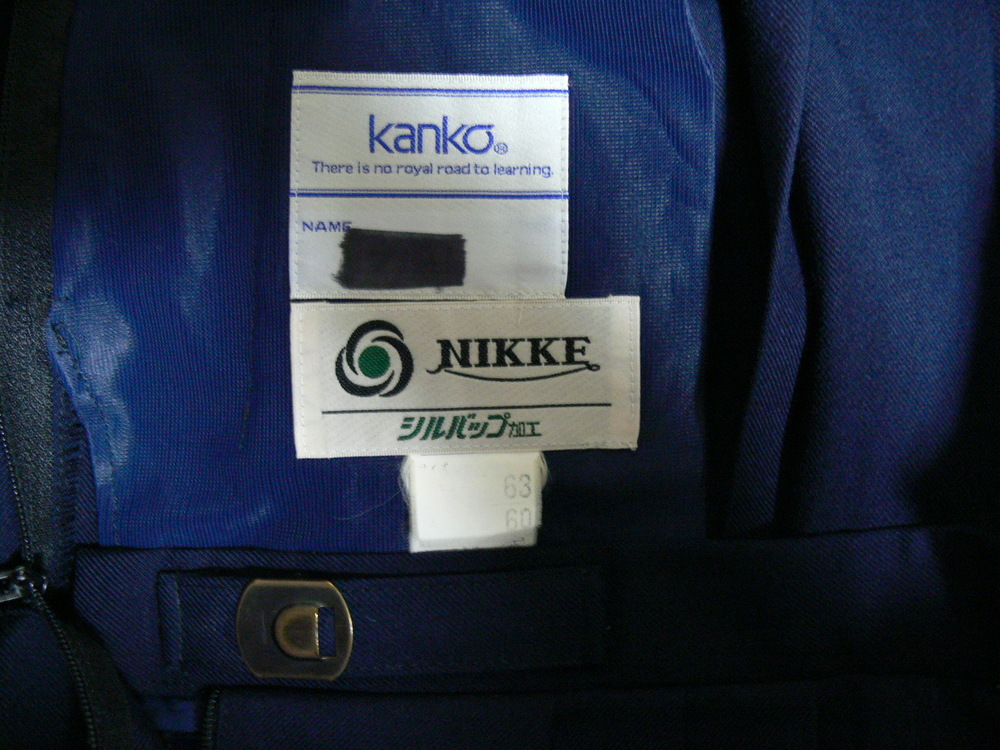 kanko®
There is no royal road to learning.
NAME
NIKKE
シルバップ加工
63
60